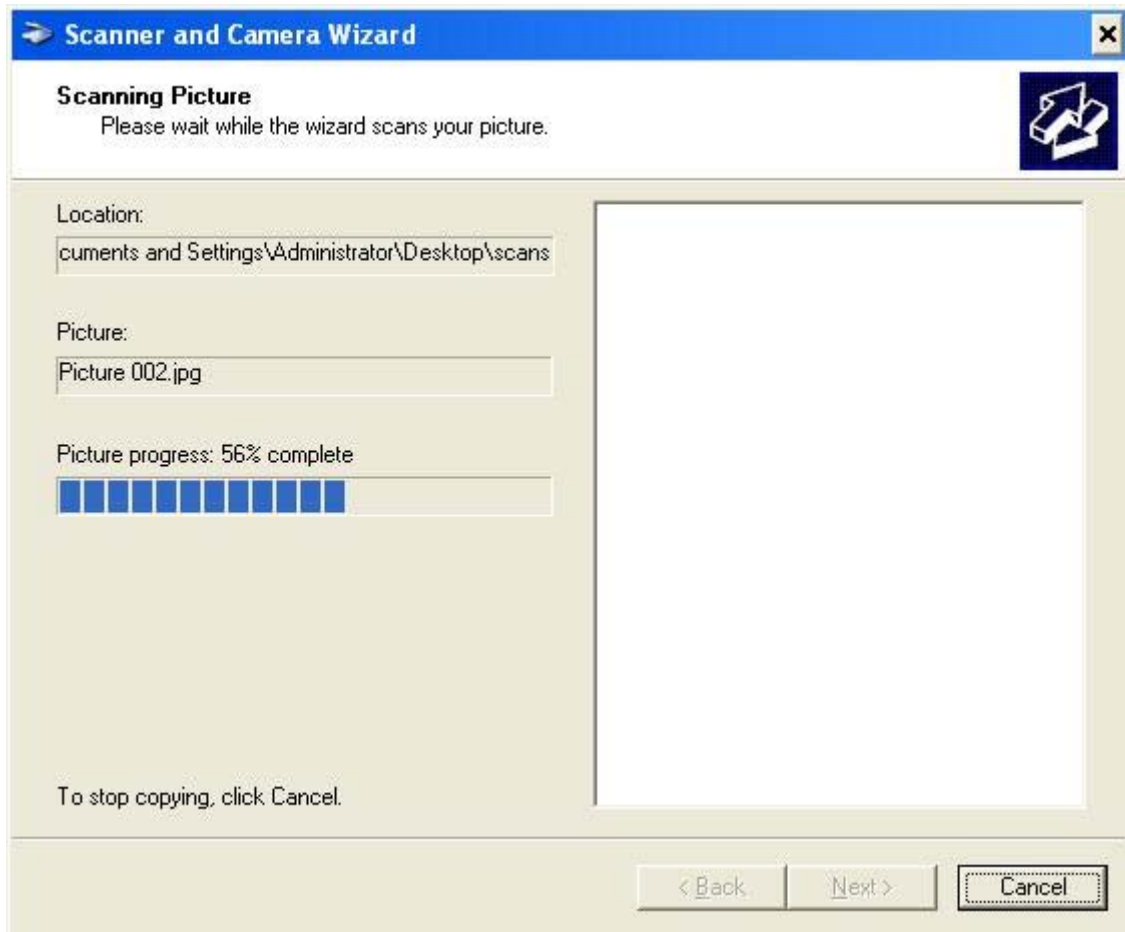 Scanner and Camera Wizard
Scanning Picture
Please wait while the wizard scans your picture.
Location:
cuments and Settings\Administrator\Desktop\scans
Picture:
Picture 002.jpg
Picture progress: 56% complete
To stop copying, click Cancel.
< Back Next > Cancel